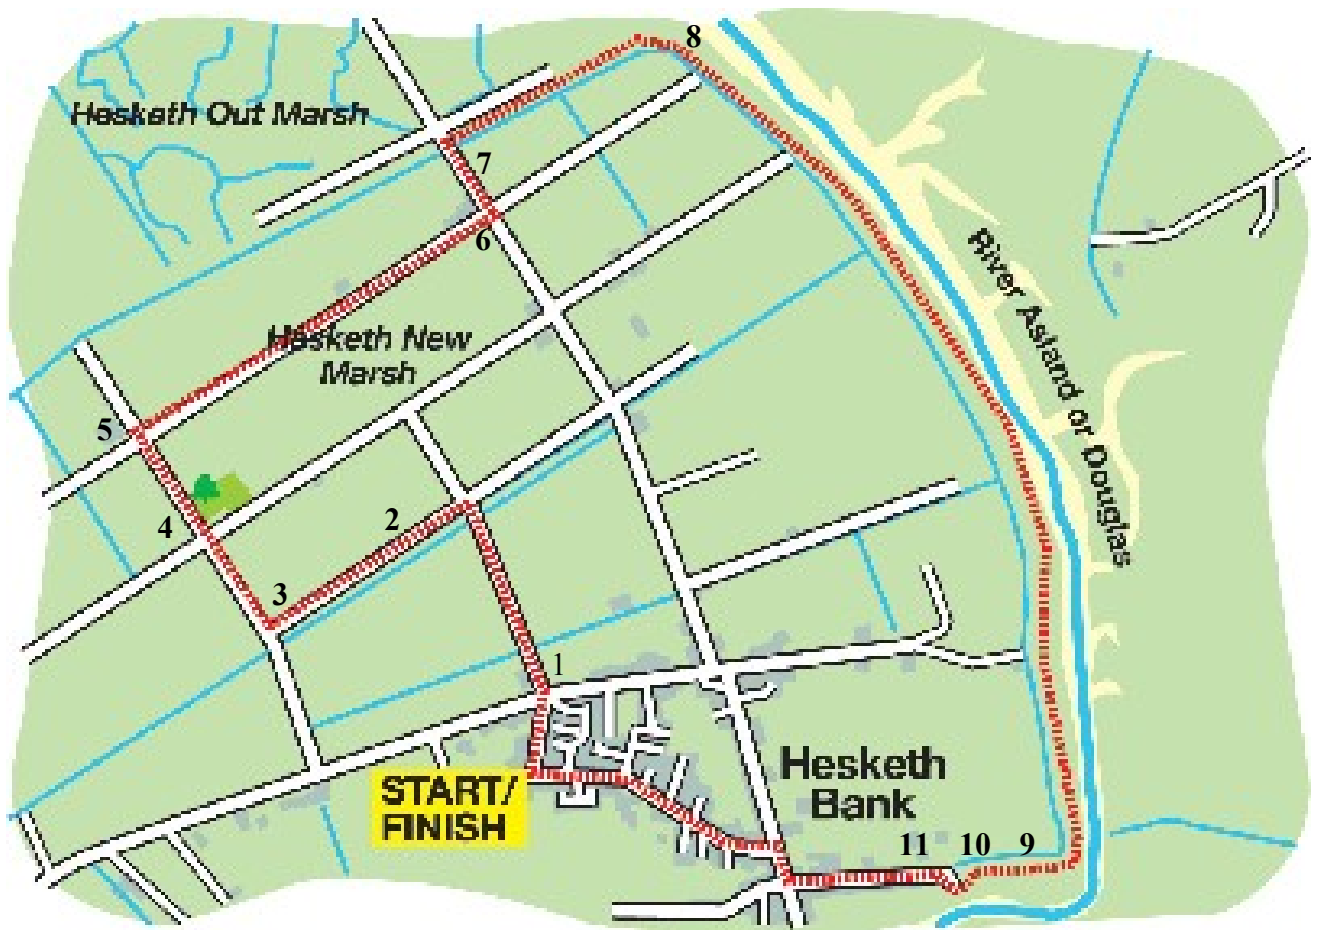 8
Hesketh Out Marsh
7
6
River Asland or Douglas
Hesketh New
Marsh
5
4
2
3
1
START/
FINISH
Hesketh
Bank
11 10 9